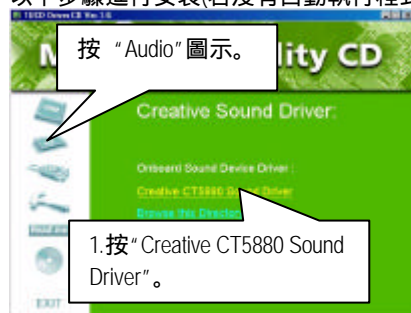 以下步驟進行安裝(若沒有自動執行程式
按 “Audio”圖示。
lity CD
Creative Sound Driver:
Onboard Sound Device Driver :
Creative CT5880 So d Driver
Browse this Direct
1.按“Creative CT5880 Sound
Driver”。
EXIT